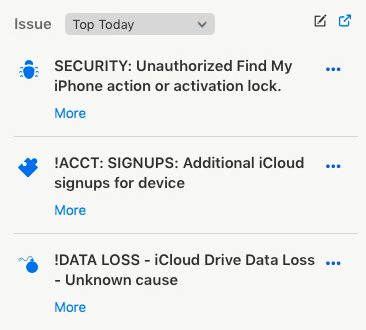 Issue Top Today
SECURITY: Unauthorized Find My
iPhone action or activation lock.
More
!ACCT: SIGNUPS: Additional iCloud
signups for device
More
!DATA LOSS - iCloud Drive Data Loss
- Unknown cause
More